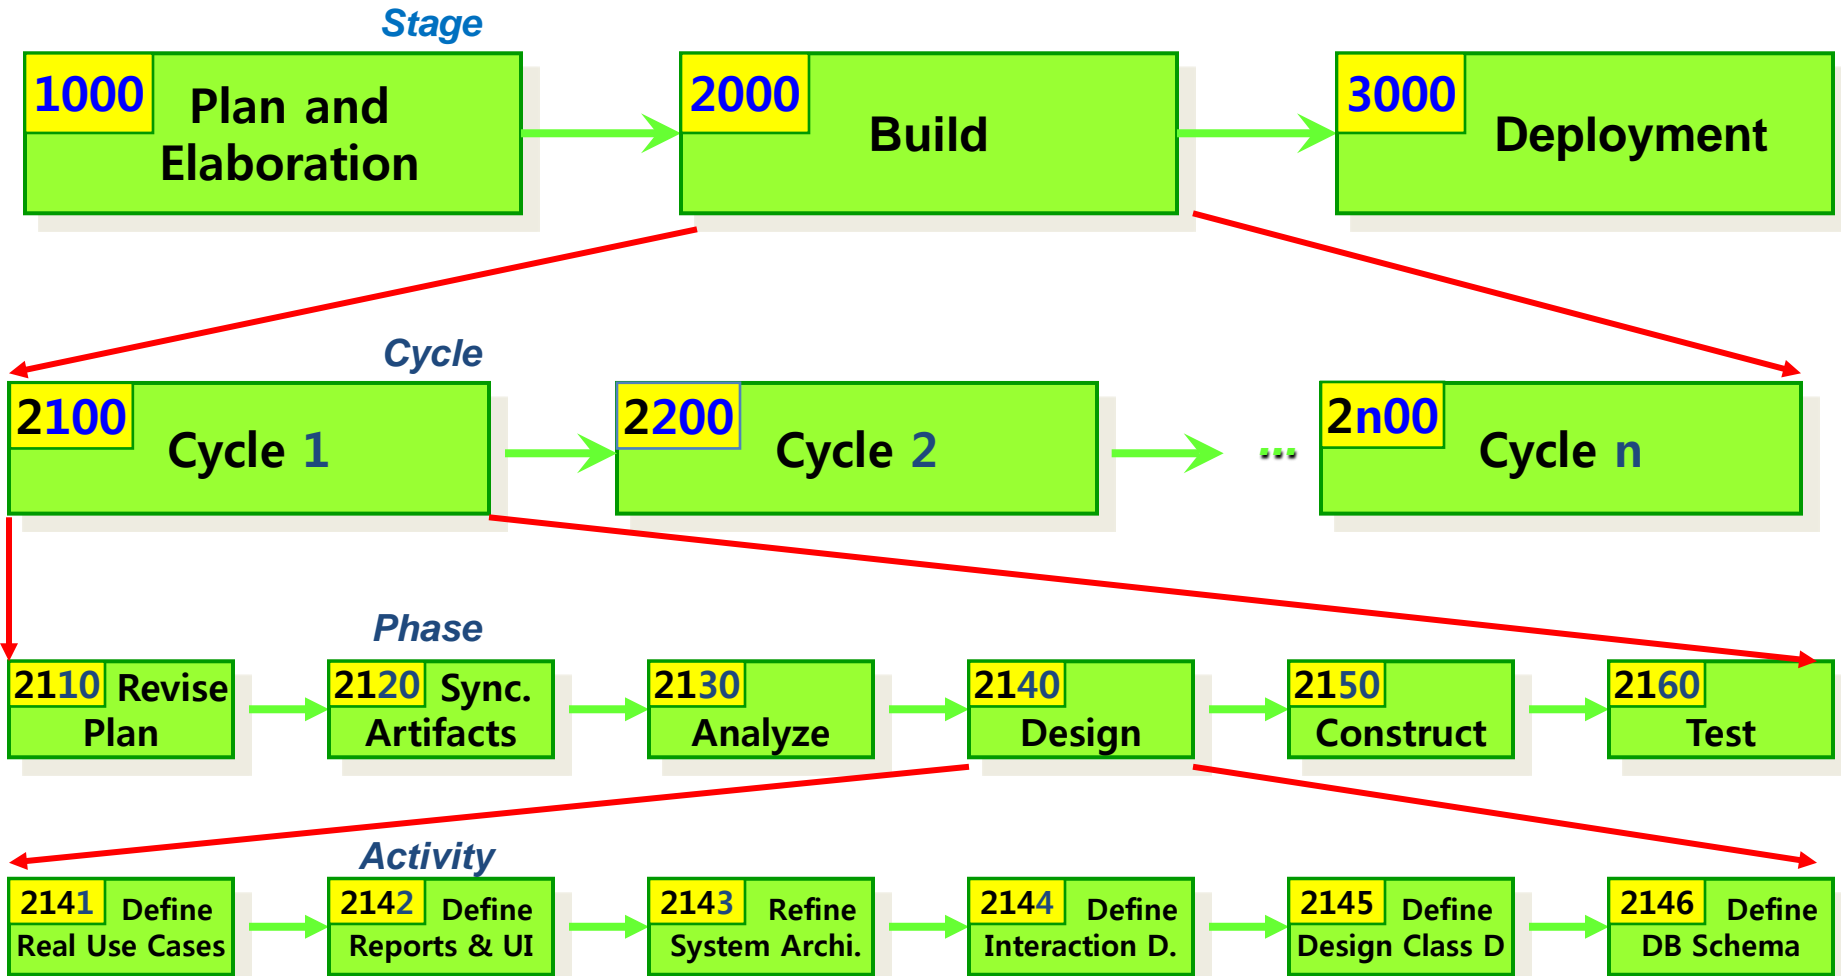 Stage
1000 Plan and
Elaboration
2000 Build
3000 Deployment
Cycle
2100 Cycle 1
2200 Cycle 2
...
2n00 Cycle n
Phase
2110 Revise
Plan
2120 Sync.
Artifacts
2130
Analyze
2140
Design
2150
Construct
2160
Test
Activity
2141 Define
Real Use Cases
2142 Define
Reports & UI
2143 Refine
System Archi.
2144 Define
Interaction D.
2145 Define
Design Class D
2146 Define
DB Schema